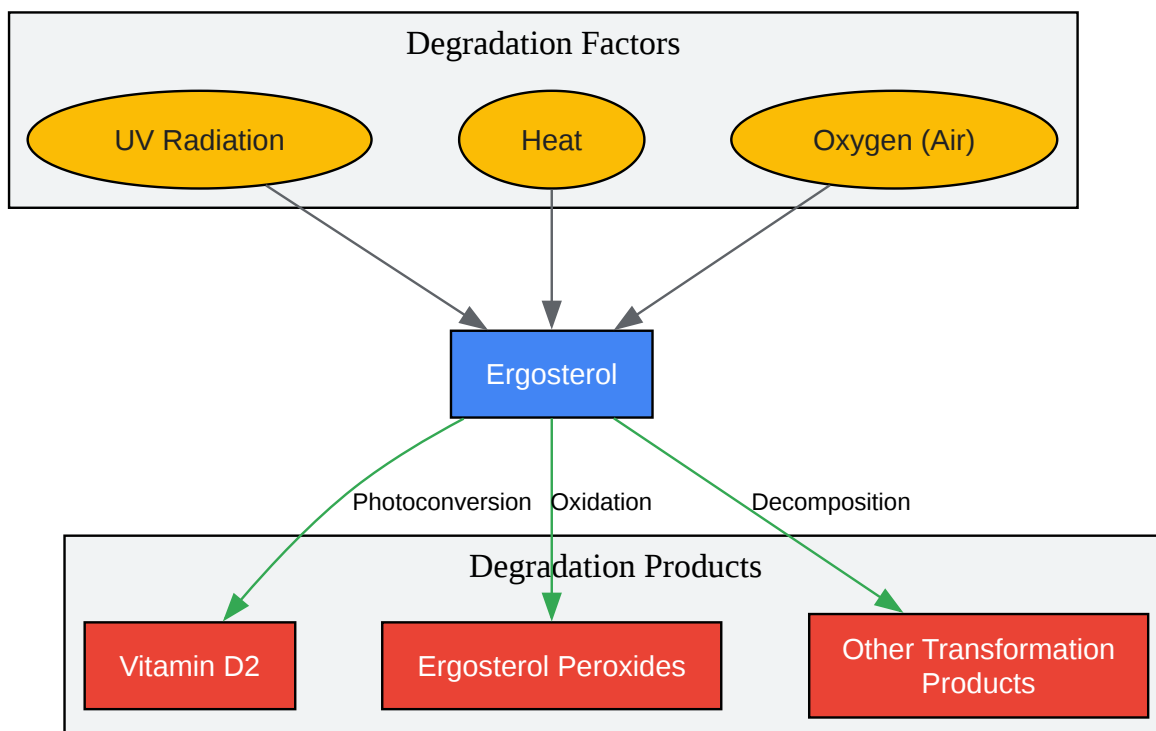 Degradation Factors
UV Radiation
Heat
Oxygen (Air)
Ergosterol
Photoconversion
Oxidation
Decomposition
Degradation Products
Vitamin D2
Ergosterol Peroxides
Other Transformation
Products